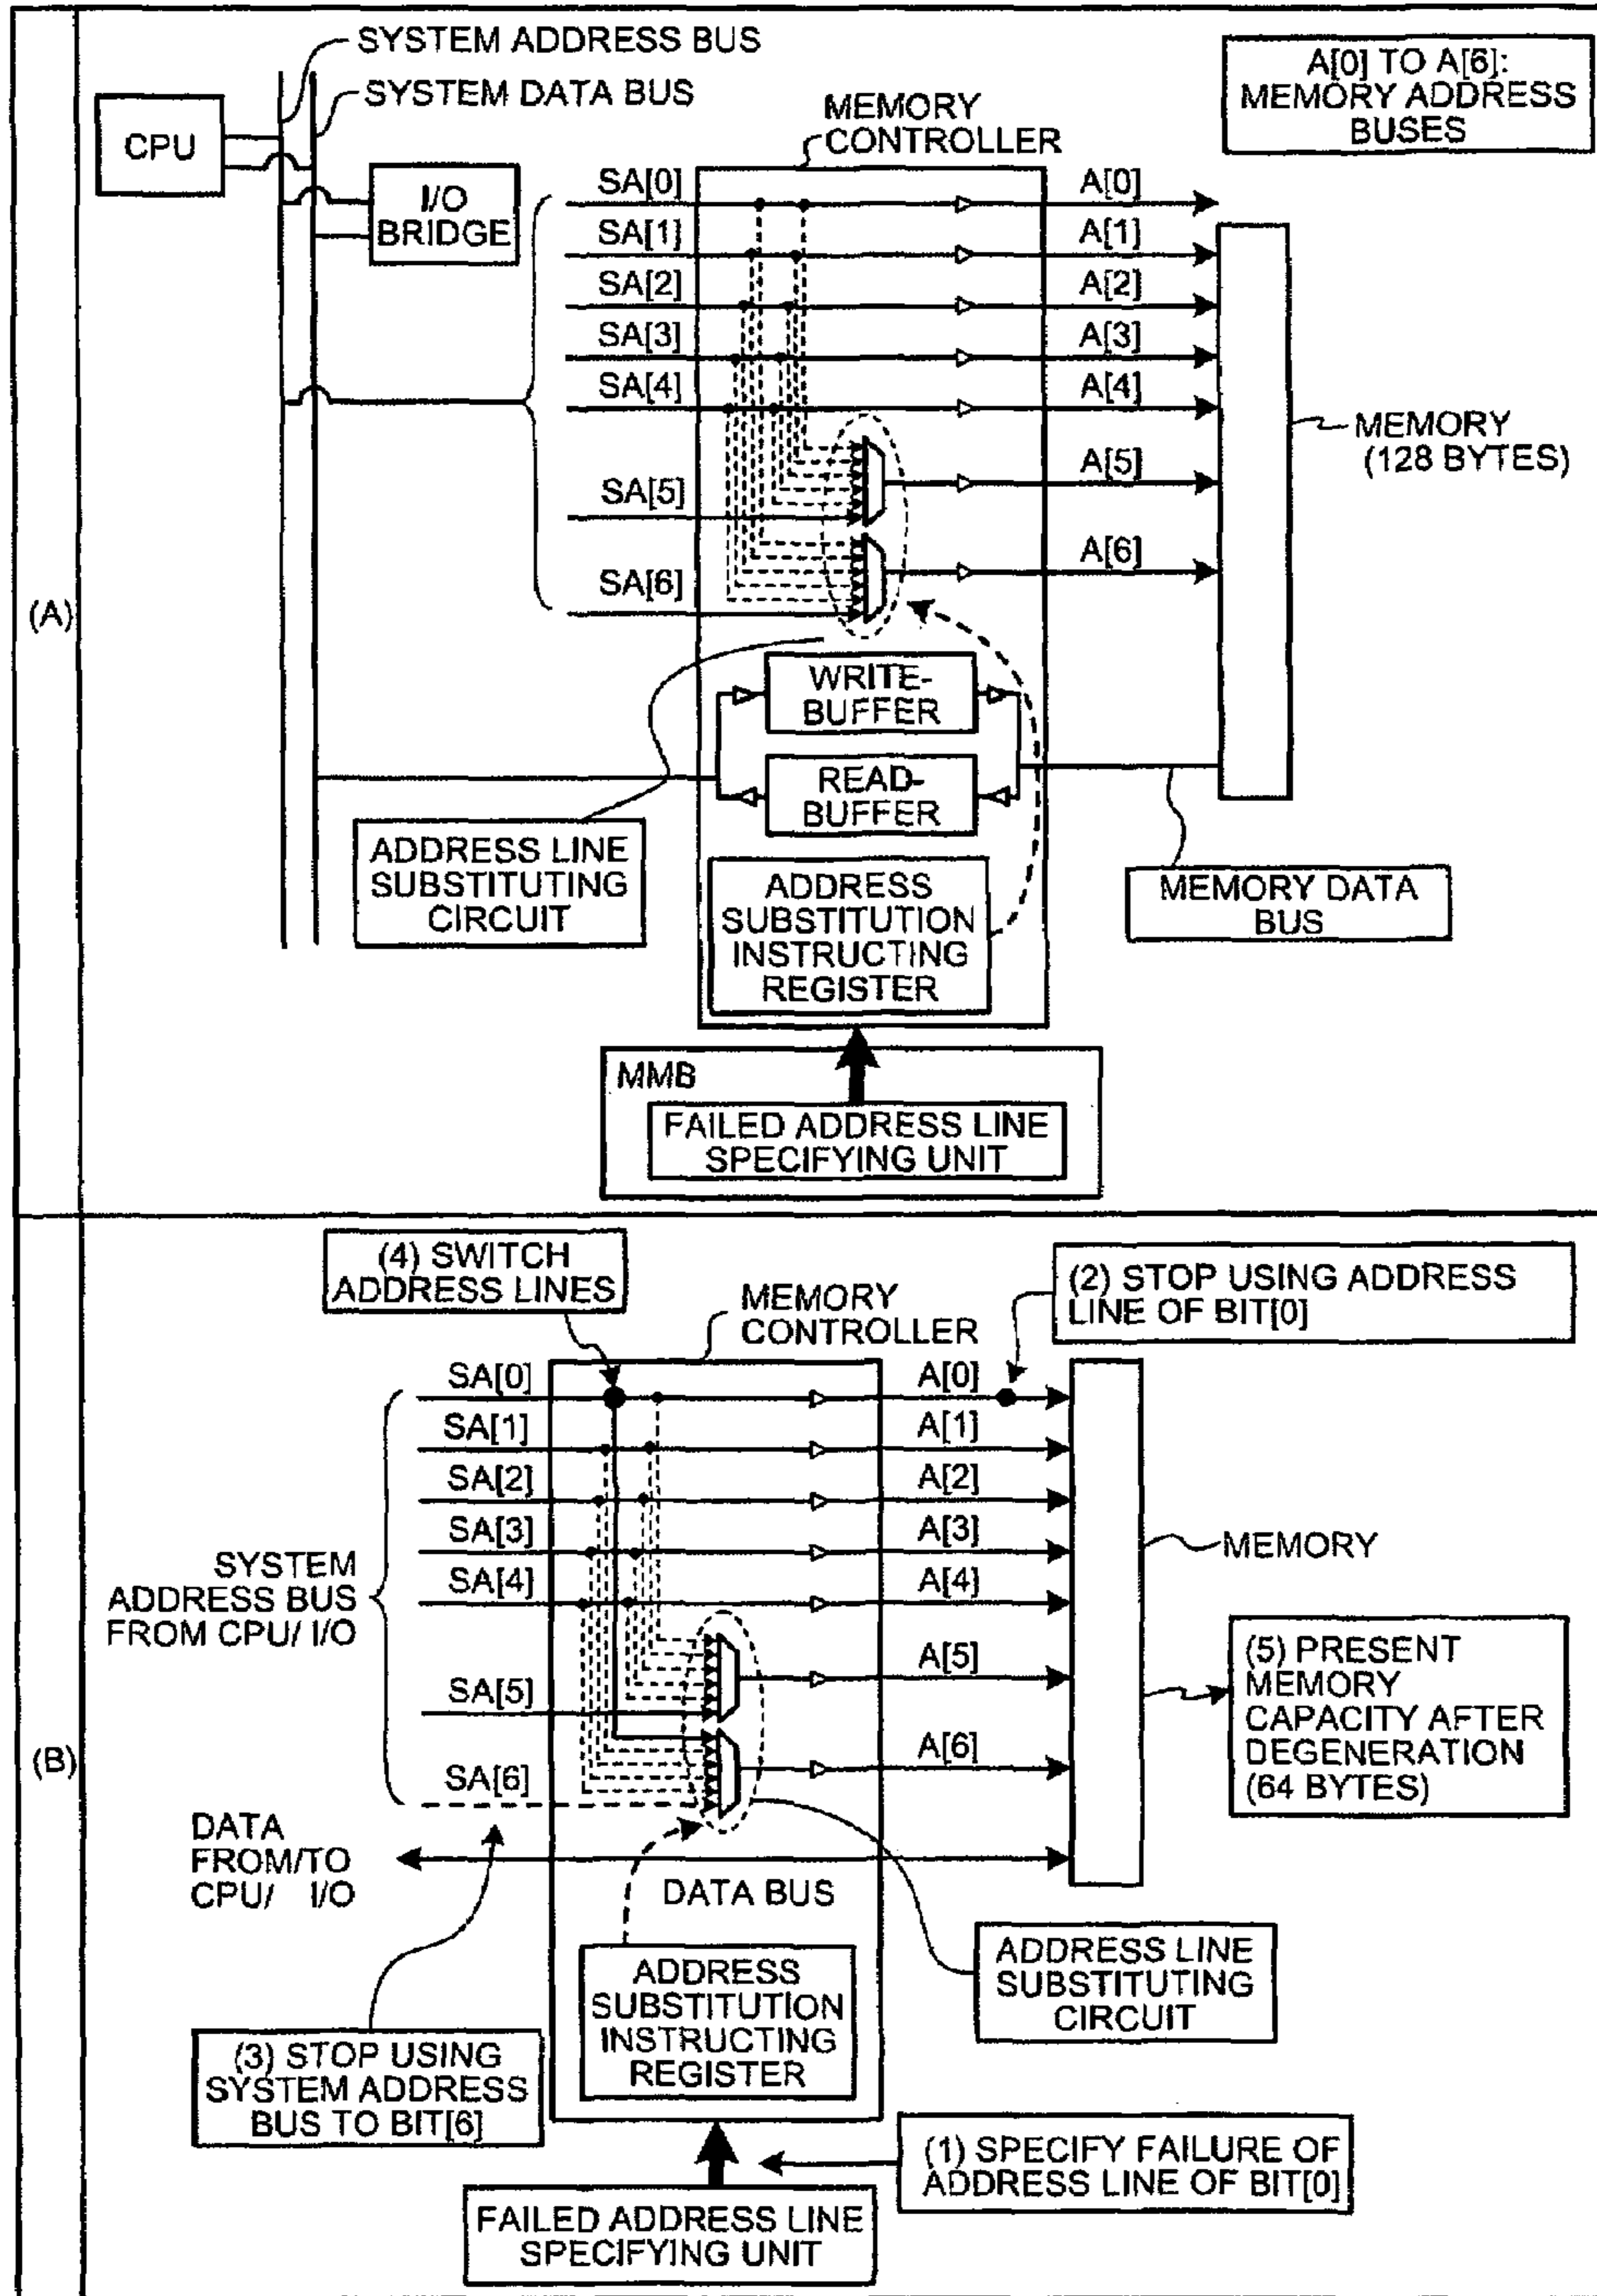 (A)
SYSTEM ADDRESS BUS
SYSTEM DATA BUS
CPU
I/O
BRIDGE
MEMORY
CONTROLLER
A[0] TO A[6]:
MEMORY ADDRESS
BUSES
SA[0]
SA[1]
SA[2]
SA[3]
SA[4]
SA[5]
SA[6]
A[0]
A[1]
A[2]
A[3]
A[4]
A[5]
A[6]
MEMORY
(128 BYTES)
WRITE-
BUFFER
READ-
BUFFER
ADDRESS LINE
SUBSTITUTING
CIRCUIT
ADDRESS
SUBSTITUTION
INSTRUCTING
REGISTER
MEMORY DATA
BUS
MMB
FAILED ADDRESS LINE
SPECIFYING UNIT
(B)
(4) SWITCH
ADDRESS LINES
MEMORY
CONTROLLER
(2) STOP USING ADDRESS
LINE OF BIT[0]
SA[0]
SA[1]
SA[2]
SA[3]
SA[4]
SA[5]
SA[6]
A[0]
A[1]
A[2]
A[3]
A[4]
A[5]
A[6]
SYSTEM
ADDRESS BUS
FROM CPU/ I/O
MEMORY
(5) PRESENT
MEMORY
CAPACITY AFTER
DEGENERATION
(64 BYTES)
DATA
FROM/TO
CPU/ I/O
DATA BUS
ADDRESS
SUBSTITUTION
INSTRUCTING
REGISTER
ADDRESS LINE
SUBSTITUTING
CIRCUIT
(3) STOP USING
SYSTEM ADDRESS
BUS TO BIT[6]
(1) SPECIFY FAILURE OF
ADDRESS LINE OF BIT[0]
FAILED ADDRESS LINE
SPECIFYING UNIT